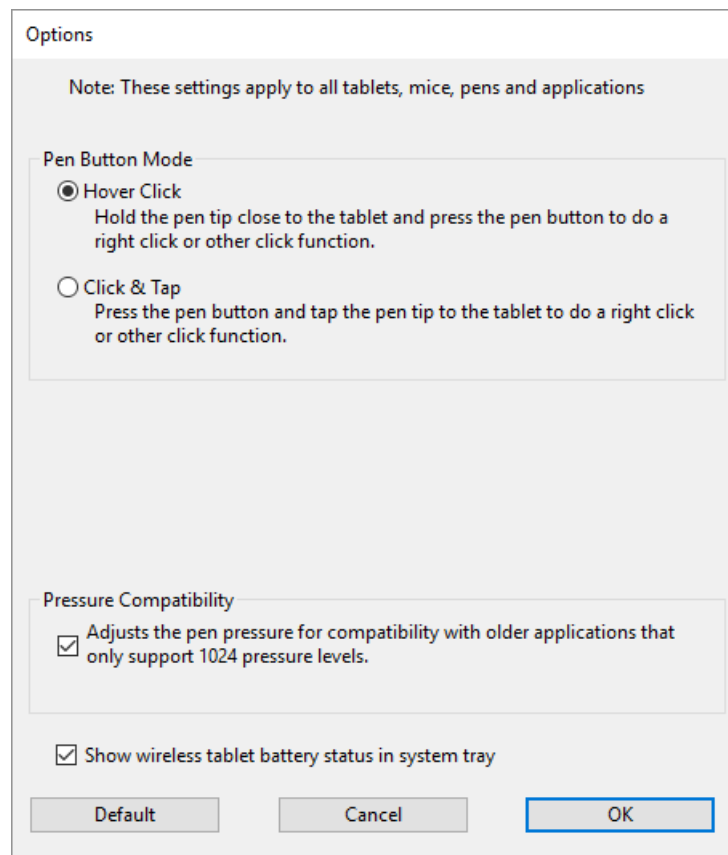 Options
Note: These settings apply to all tablets, mice, pens and applications
Pen Button Mode
Hover Click
Hold the pen tip close to the tablet and press the pen button to do a
right click or other click function.
Click & Tap
Press the pen button and tap the pen tip to the tablet to do a right click
or other click function.
Pressure Compatibility
Adjusts the pen pressure for compatibility with older applications that
only support 1024 pressure levels.
Show wireless tablet battery status in system tray
Default Cancel OK